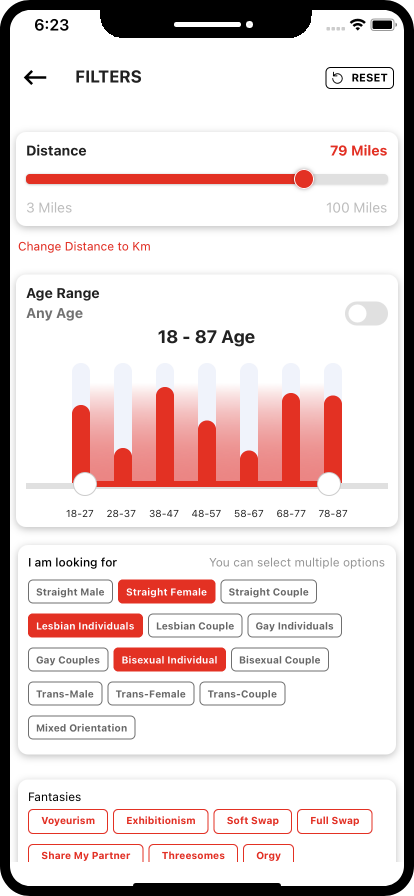 6:23
FILTERS RESET
Distance 79 Miles
3 Miles 100 Miles
Change Distance to Km
Age Range
Any Age
18 - 87 Age
18-27 28-37 38-47 48-57 58-67 68-77 78-87
I am looking for You can select multiple options
Straight Male Straight Female Straight Couple
Lesbian Individuals Lesbian Couple Gay Individuals
Gay Couples Bisexual Individual Bisexual Couple
Trans-Male Trans-Female Trans-Couple
Mixed Orientation
Fantasies
Voyeurism Exhibitionism Soft Swap Full Swap
Share My Partner Threesomes Orgy